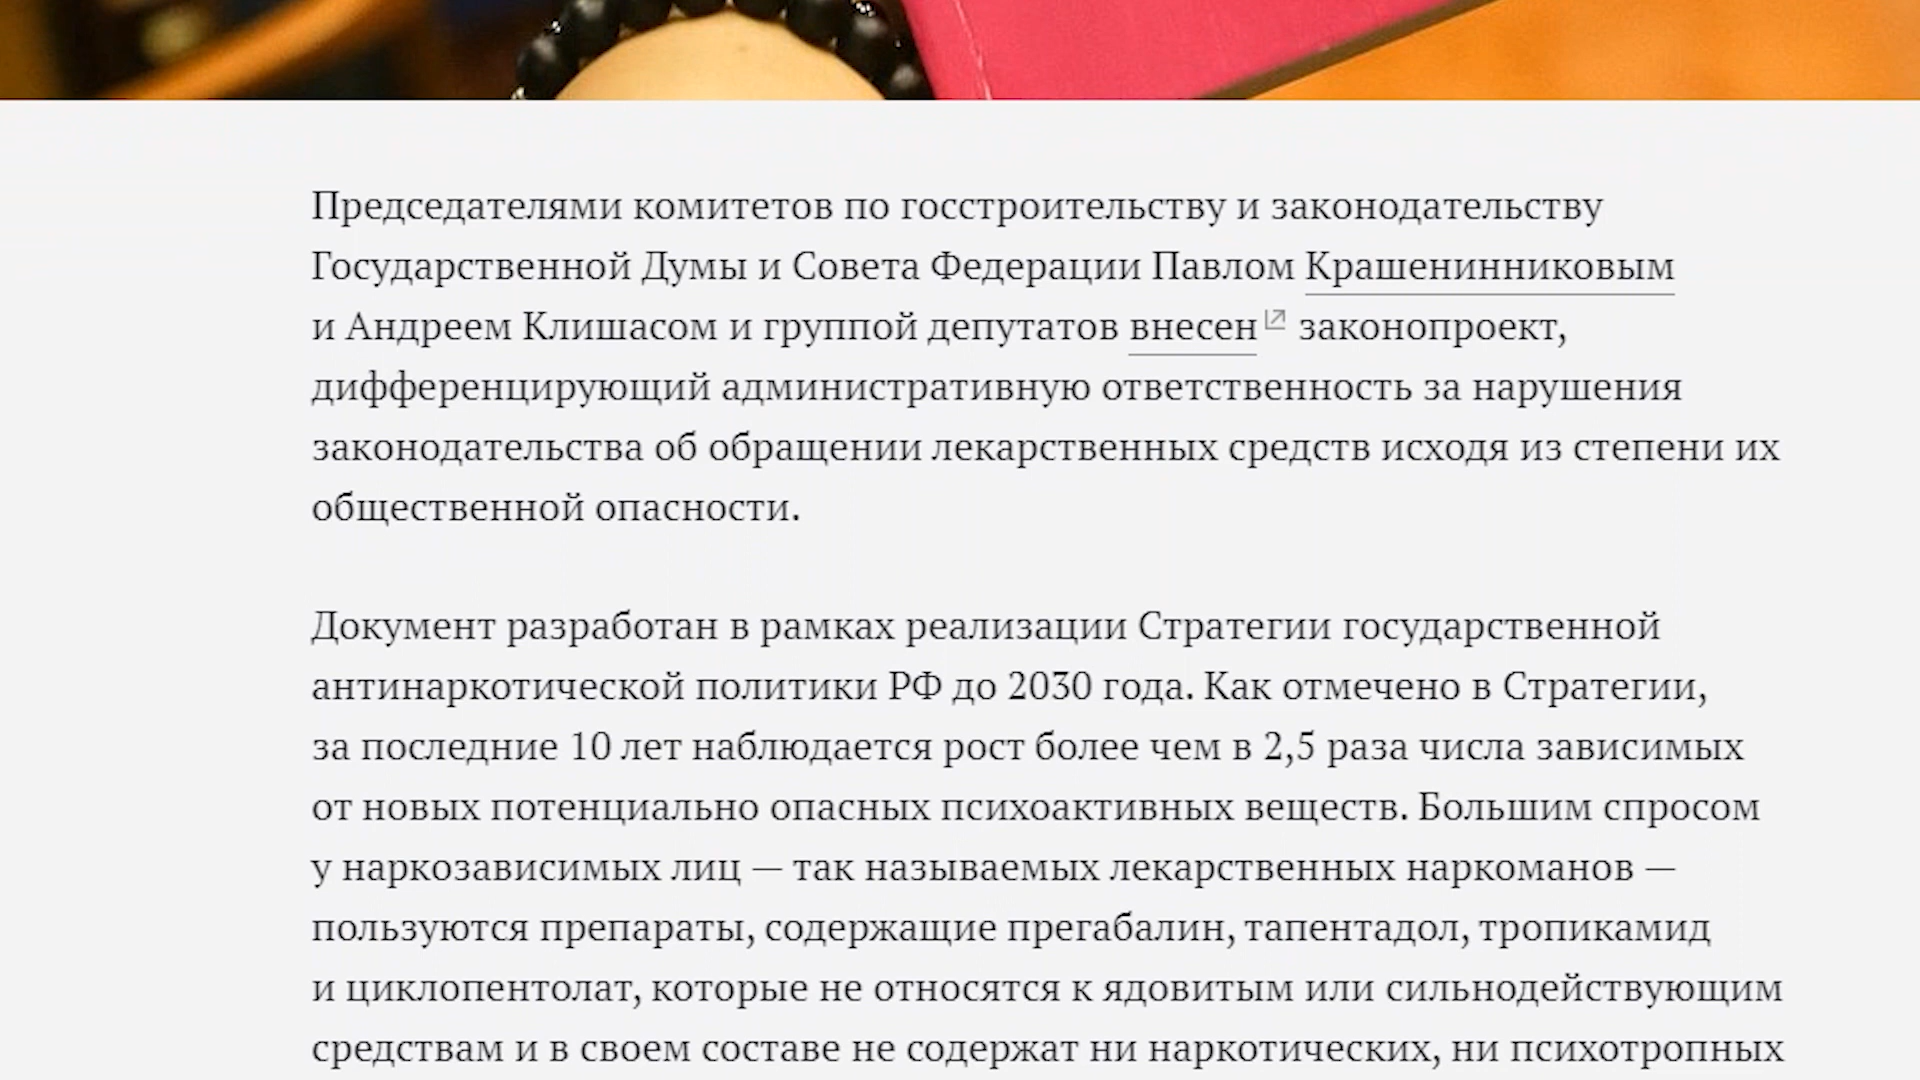 Председателями комитетов по госстроительству и законодательству
Государственной Думы и Совета Федерации Павлом Крашенинниковым
и Андреем Клишасом и группой депутатов внесен законопроект,
дифференцирующий административную ответственность за нарушения
законодательства об обращении лекарственных средств исходя из степени их
общественной опасности.
Документ разработан в рамках реализации Стратегии государственной
антинаркотической политики РФ до 2030 года. Как отмечено в Стратегии,
за последние 10 лет наблюдается рост более чем в 2,5 раза числа зависимых
от новых потенциально опасных психоактивных веществ. Большим спросом
у наркозависимых лиц — так называемых лекарственных наркоманов —
пользуются препараты, содержащие прегабалин, тапентадол, тропикамид
и циклопентолат, которые не относятся к ядовитым или сильнодействующим
средствам и в своем составе не содержат ни наркотических, ни психотропных